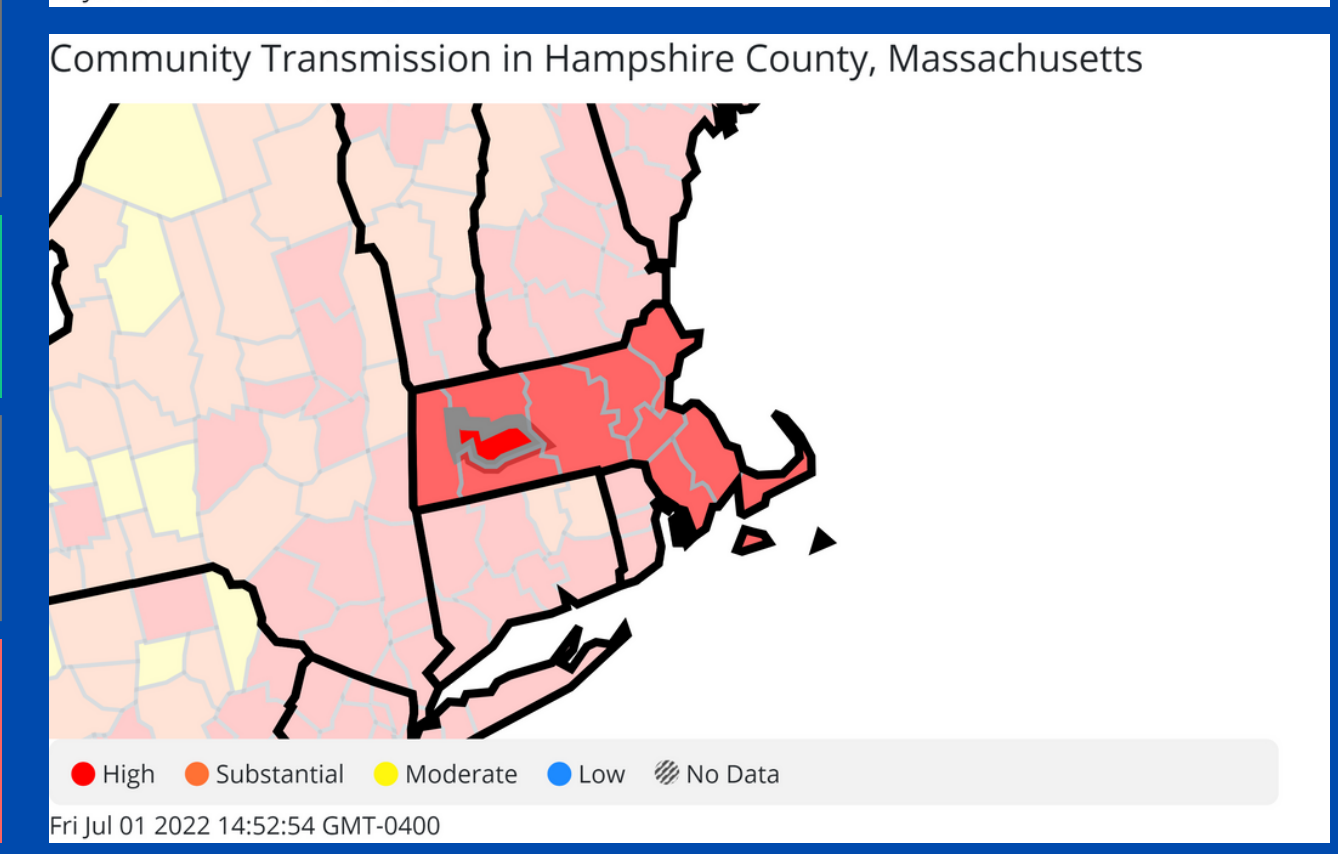 Community Transmission in Hampshire County, Massachusetts
High Substantial Moderate Low No Data
Fri Jul 01 2022 14:52:54 GMT-0400